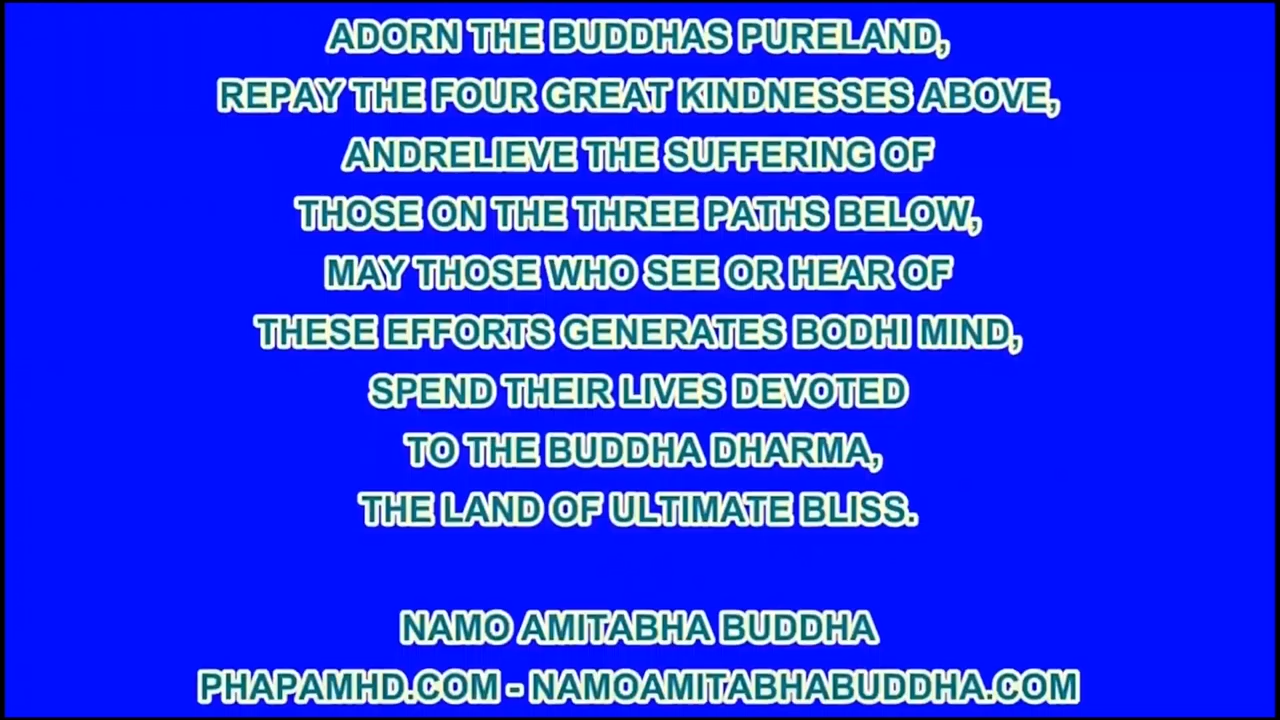 ADORN THE BUDDHAS PURELAND,
REPAY THE FOUR GREAT KINDNESSES ABOVE,
ANDRELIEVE THE SUFFERING OF
THOSE ON THE THREE PATHS BELOW,
MAY THOSE WHO SEE OR HEAR OF
THESE EFFORTS GENERATES BODHI MIND,
SPEND THEIR LIVES DEVOTED
TO THE BUDDHA DHARMA,
THE LAND OF ULTIMATE BLISS.
NAMO AMITABHA BUDDHA
PHAPAMHD.COM - NAMOAMITABHABUDDHA.COM